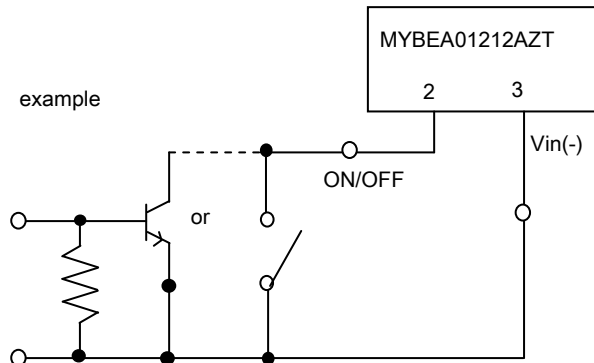 MYBEA01212AZT
2 3
example
Vin(-)
ON/OFF
or